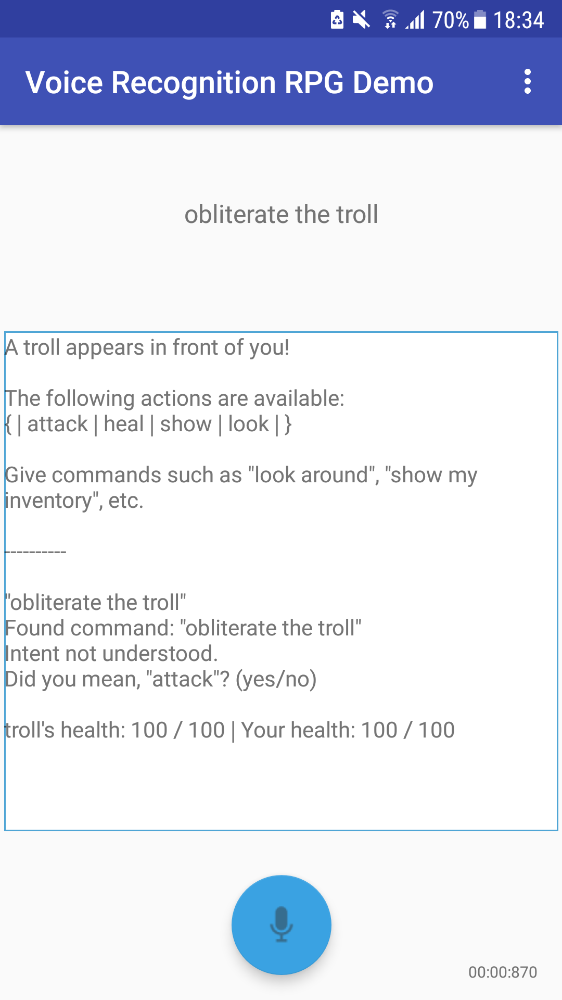 70% 18:34
Voice Recognition RPG Demo
obliterate the troll
A troll appears in front of you!
The following actions are available:
{ | attack | heal | show | look | }
Give commands such as "look around", "show my
inventory", etc.
----------
"obliterate the troll"
Found command: "obliterate the troll"
Intent not understood.
Did you mean, "attack"? (yes/no)
troll's health: 100 / 100 | Your health: 100 / 100
00:00:870